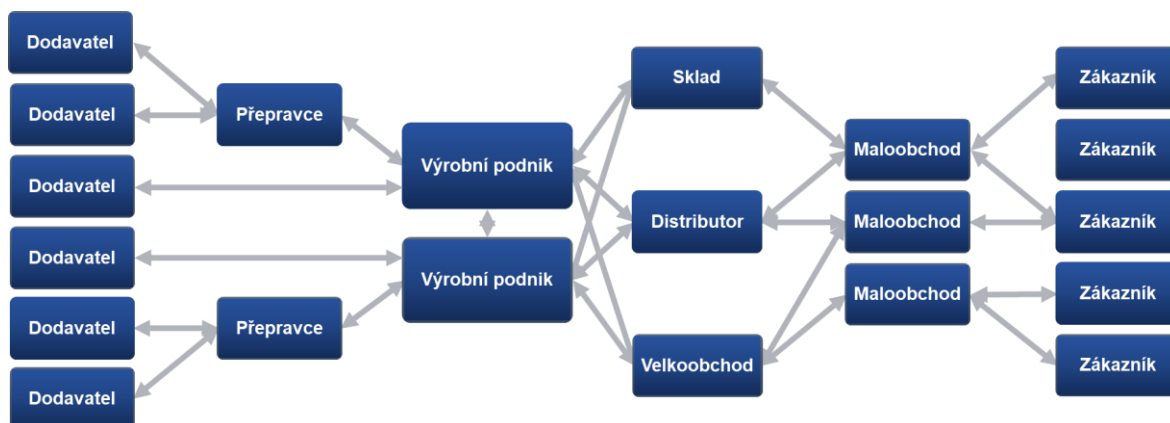 Dodavatel
Dodavatel
Dodavatel
Dodavatel
Dodavatel
Dodavatel
Přepravce
Přepravce
Výrobní podnik
Výrobní podnik
Sklad
Distributor
Velkoobchod
Maloobchod
Maloobchod
Maloobchod
Zákazník
Zákazník
Zákazník
Zákazník
Zákazník